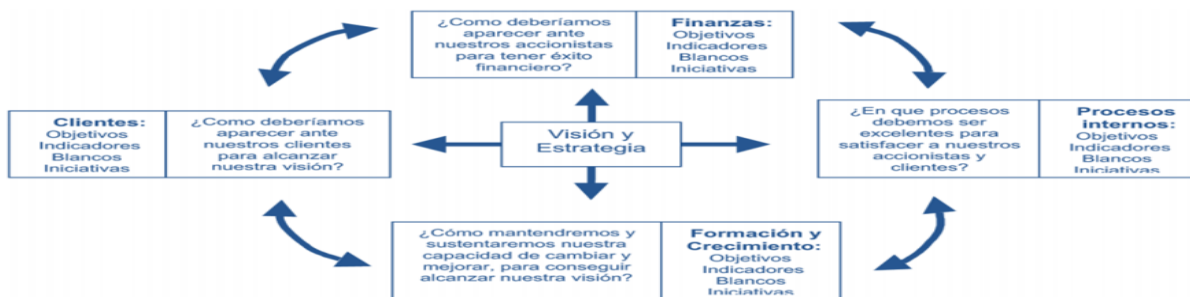 ¿Como deberíamos
aparecer ante
nuestros accionistas
para tener éxito
financiero?
Finanzas:
Objetivos
Indicadores
Blancos
Iniciativas
Clientes:
Objetivos
Indicadores
Blancos
Iniciativas
¿Como deberíamos
aparecer ante
nuestros clientes
para alcanzar
nuestra visión?
Visión y
Estrategia
¿En que procesos
debemos ser
excelentes para
satisfacer a nuestros
accionistas y
clientes?
Procesos
internos:
Objetivos
Indicadores
Blancos
Iniciativas
¿Cómo mantendremos y
sustentaremos nuestra
capacidad de cambiar y
mejorar, para conseguir
alcanzar nuestra visión?
Formación y
Crecimiento:
Objetivos
Indicadores
Blancos
Iniciativas